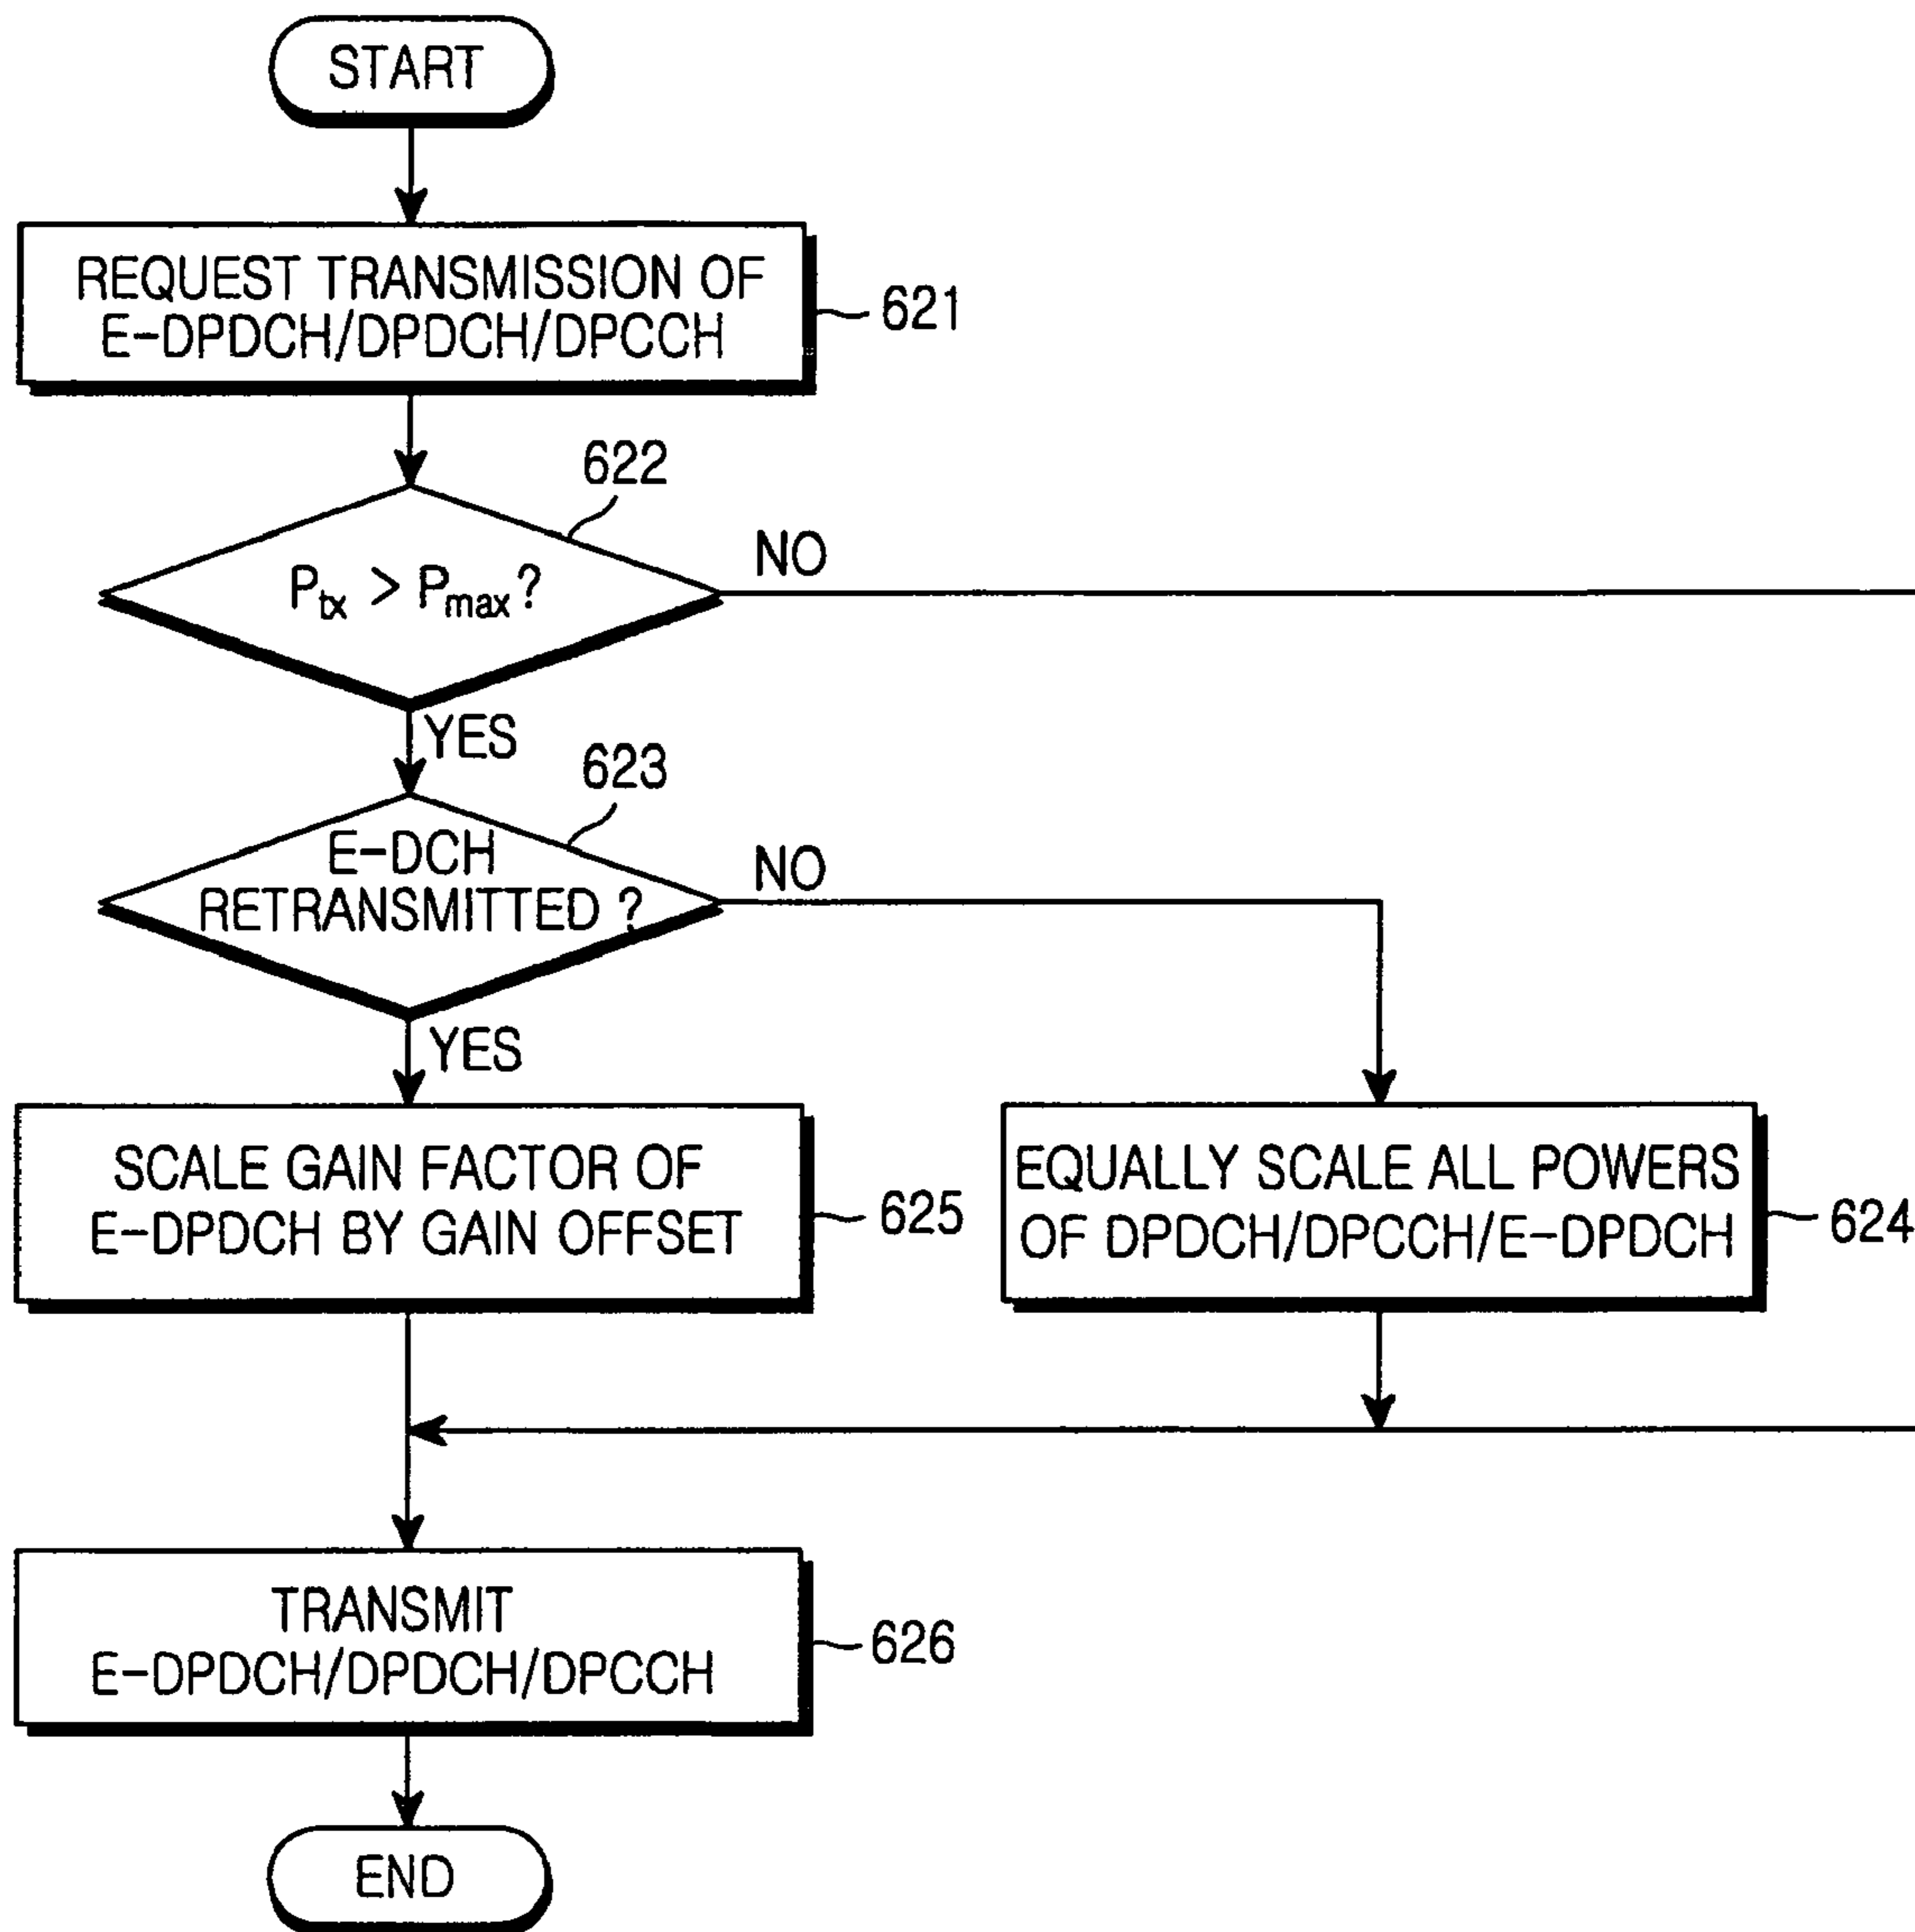 START
REQUEST TRANSMISSION OF
E-DPDCH/DPDCH/DPCCH
621
622
Ptx > Pmax?
NO
YES
623
E-DCH
RETRANSMITTED ?
NO
YES
SCALE GAIN FACTOR OF
E-DPDCH BY GAIN OFFSET
625
EQUALLY SCALE ALL POWERS
OF DPDCH/DPCCH/E-DPDCH
624
TRANSMIT
E-DPDCH/DPDCH/DPCCH
626
END